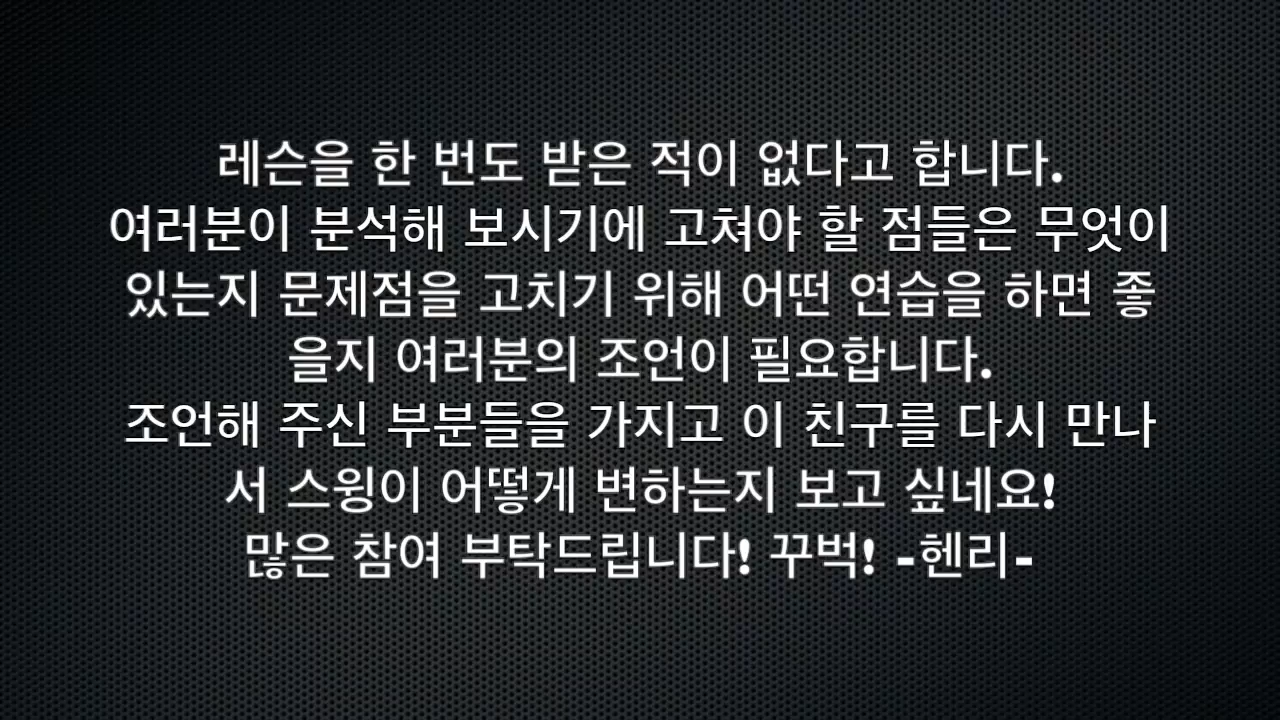 레슨을 한 번도 받은 적이 없다고 합니다.
여러분이 분석해 보시기에 고쳐야 할 점들은 무엇이
있는지 문제점을 고치기 위해 어떤 연습을 하면 좋
을지 여러분의 조언이 필요합니다.
조언해 주신 부분들을 가지고 이 친구를 다시 만나
서 스윙이 어떻게 변하는지 보고 싶네요!
많은 참여 부탁드립니다! 꾸벅! -헨리-